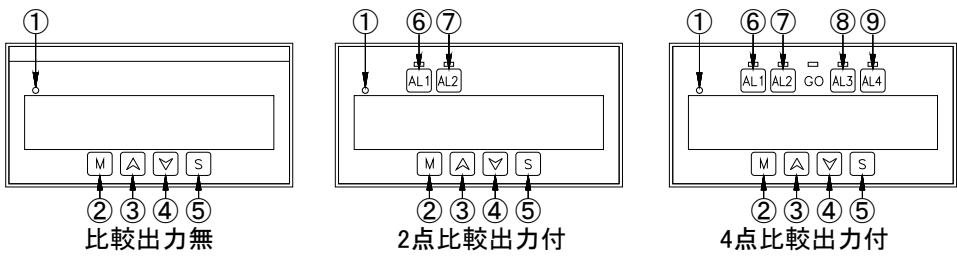 ① ① ⑥ ⑦ ① ⑥ ⑦ ⑧ ⑨
AL1 AL2 AL1 AL2 GO AL3 AL4
M S M S M S
② ③ ④ ⑤ ② ③ ④ ⑤ ② ③ ④ ⑤
比較出力無 2点比較出力付 4点比較出力付